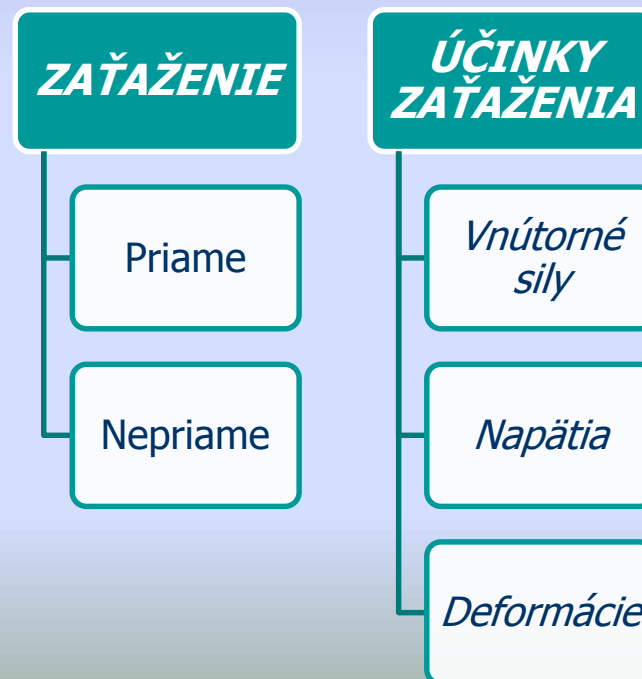 ZAŤAŽENIE
Priame
Nepriame
ÚČINKY
ZAŤAŽENIA
Vnútorné
sily
Napätia
Deformácie